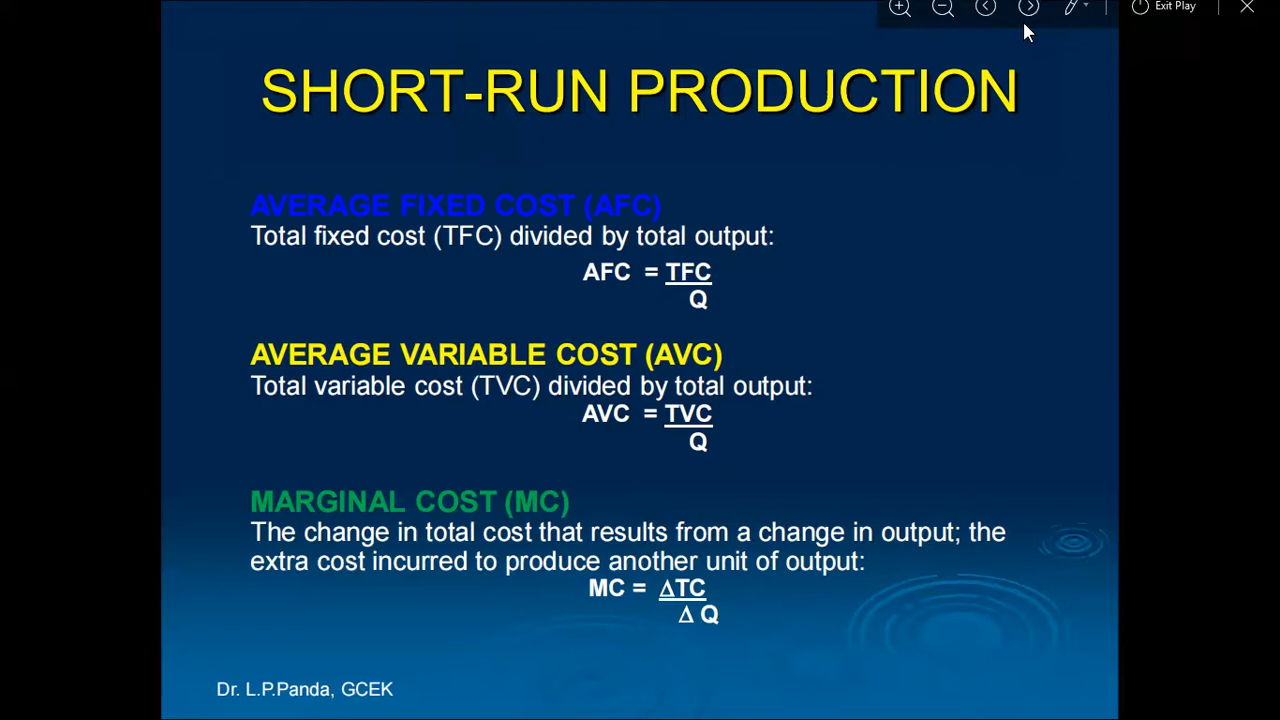 Exit Play
SHORT-RUN PRODUCTION
AVERAGE FIXED COST (AFC)
Total fixed cost (TFC) divided by total output:
AFC = TFC
Q
AVERAGE VARIABLE COST (AVC)
Total variable cost (TVC) divided by total output:
AVC = TVC
Q
MARGINAL COST (MC)
The change in total cost that results from a change in output; the
extra cost incurred to produce another unit of output:
MC = ΔTC
Δ Q
Dr. L.P.Panda, GCEK